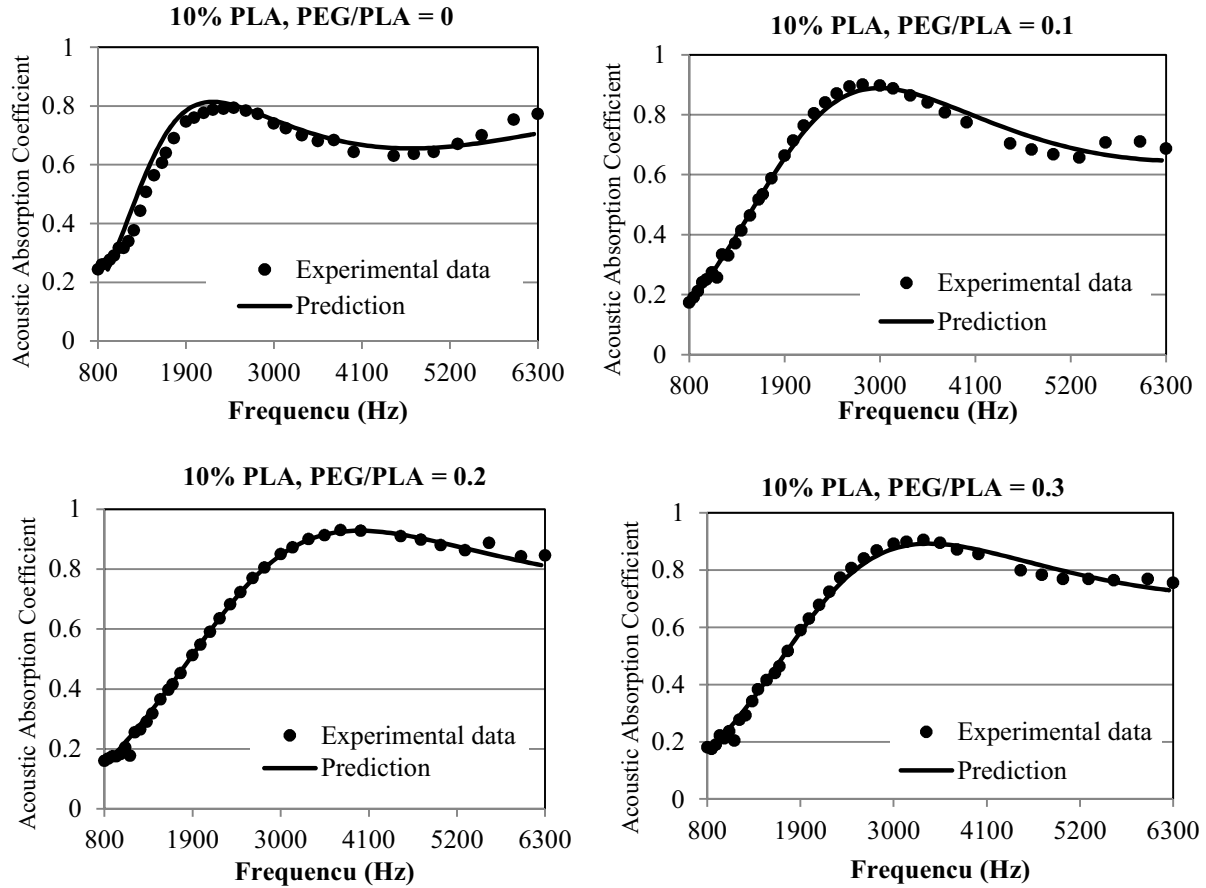 10% PLA, PEG/PLA = 0
Acoustic Absorption Coefficient
1
0.8
0.6
0.4
0.2
0
Experimental data
Prediction
800 1900 3000 4100 5200 6300
Frequencu (Hz)
10% PLA, PEG/PLA = 0.1
Acoustic Absorption Coefficient
1
0.8
0.6
0.4
0.2
0
Experimental data
Prediction
800 1900 3000 4100 5200 6300
Frequencu (Hz)
10% PLA, PEG/PLA = 0.2
Acoustic Absorption Coefficient
1
0.8
0.6
0.4
0.2
0
Experimental data
Prediction
800 1900 3000 4100 5200 6300
Frequencu (Hz)
10% PLA, PEG/PLA = 0.3
Acoustic Absorption Coefficient
1
0.8
0.6
0.4
0.2
0
Experimental data
Prediction
800 1900 3000 4100 5200 6300
Frequencu (Hz)